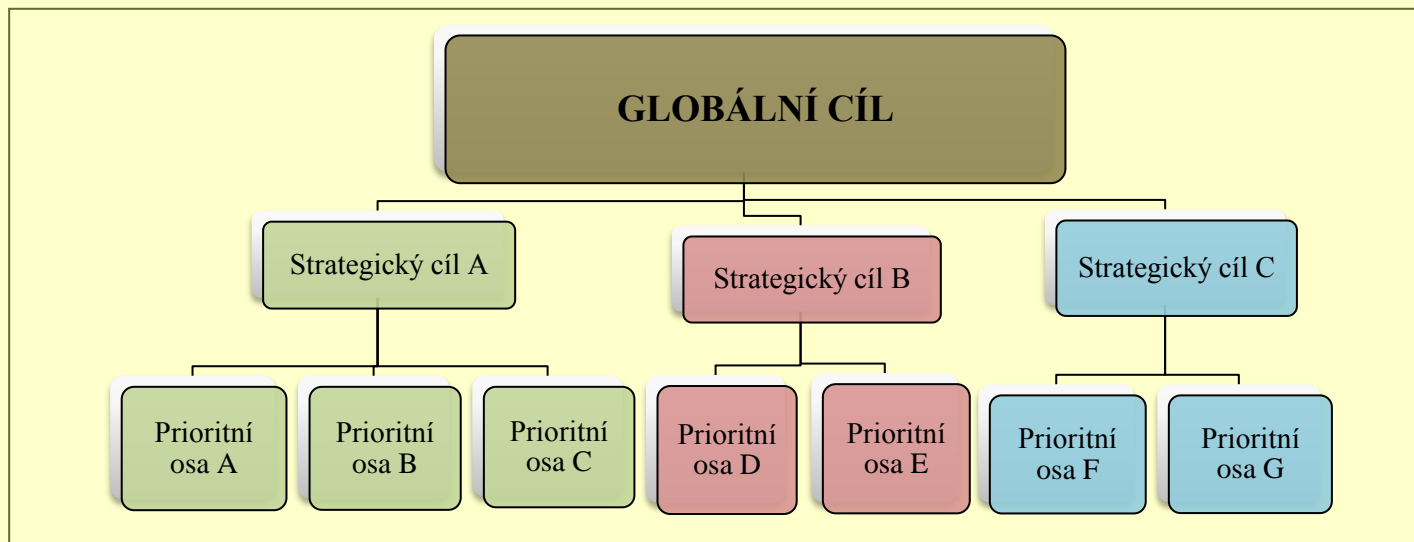 GLOBÁLNÍ CÍL
Strategický cíl A
Strategický cíl B
Strategický cíl C
Prioritní
osa A
Prioritní
osa B
Prioritní
osa C
Prioritní
osa D
Prioritní
osa E
Prioritní
osa F
Prioritní
osa G